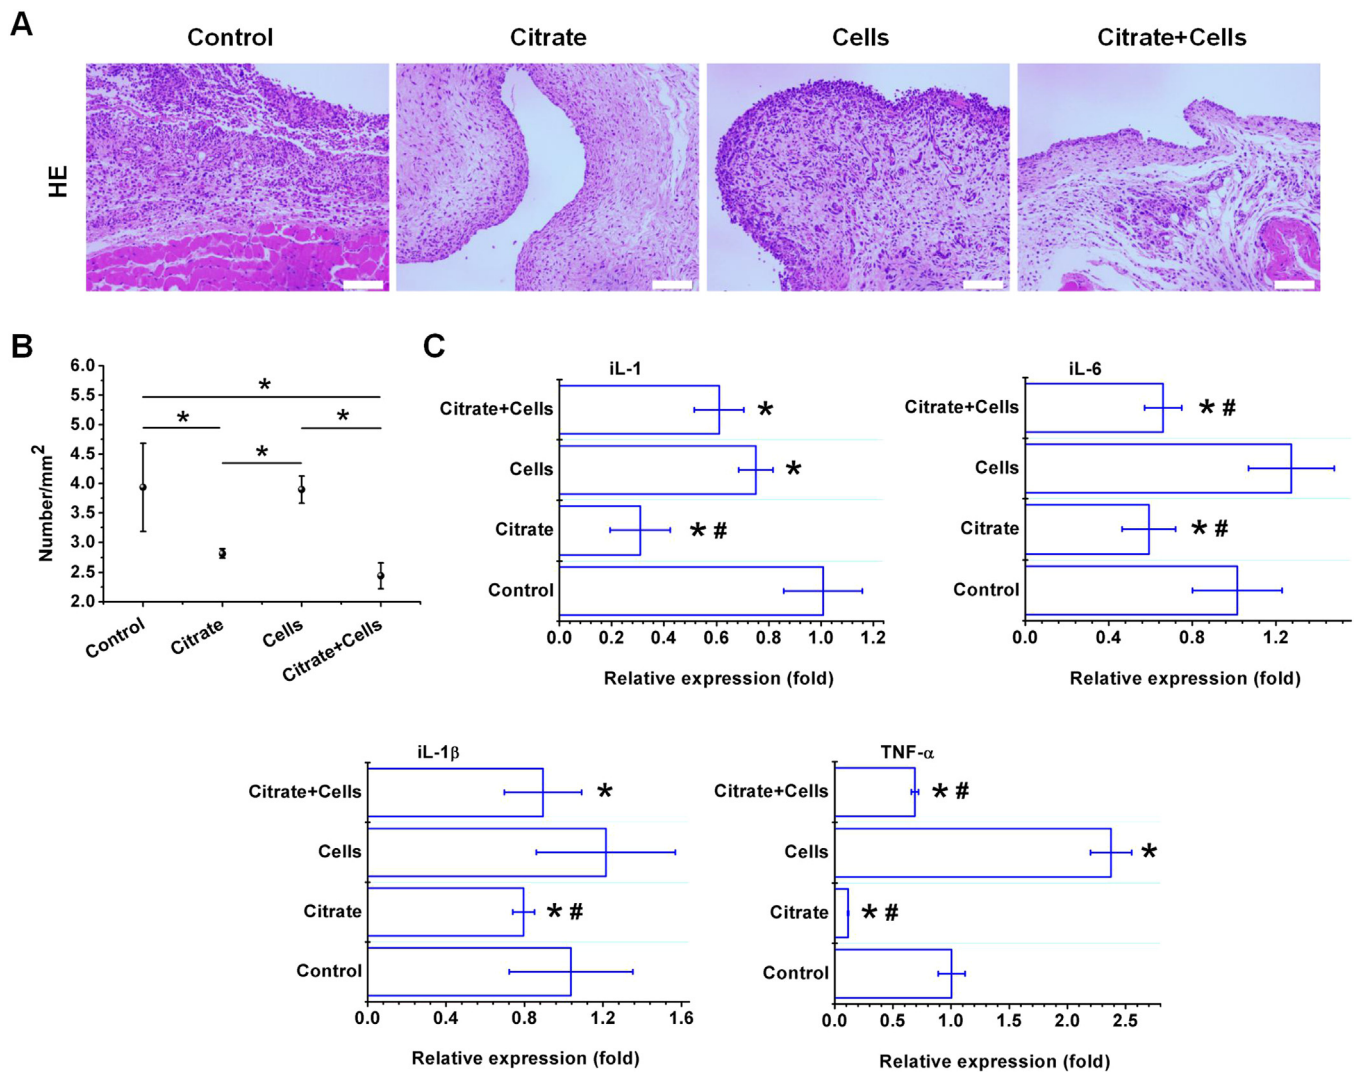 A
Control Citrate Cells Citrate+Cells
HE
B
Number/mm2
6.0
5.5
5.0
4.5
4.0
3.5
3.0
2.5
2.0
* * * *
Control Citrate Cells Citrate+Cells
C
iL-1
Citrate+Cells *
Cells *
Citrate * #
Control
0.0 0.2 0.4 0.6 0.8 1.0 1.2
Relative expression (fold)
iL-6
Citrate+Cells * #
Cells
Citrate * #
Control
0.0 0.4 0.8 1.2
Relative expression (fold)
iL-1β
Citrate+Cells *
Cells
Citrate * #
Control
0.0 0.4 0.8 1.2 1.6
Relative expression (fold)
TNF-α
Citrate+Cells * #
Cells *
Citrate * #
Control
0.0 0.5 1.0 1.5 2.0 2.5
Relative expression (fold)